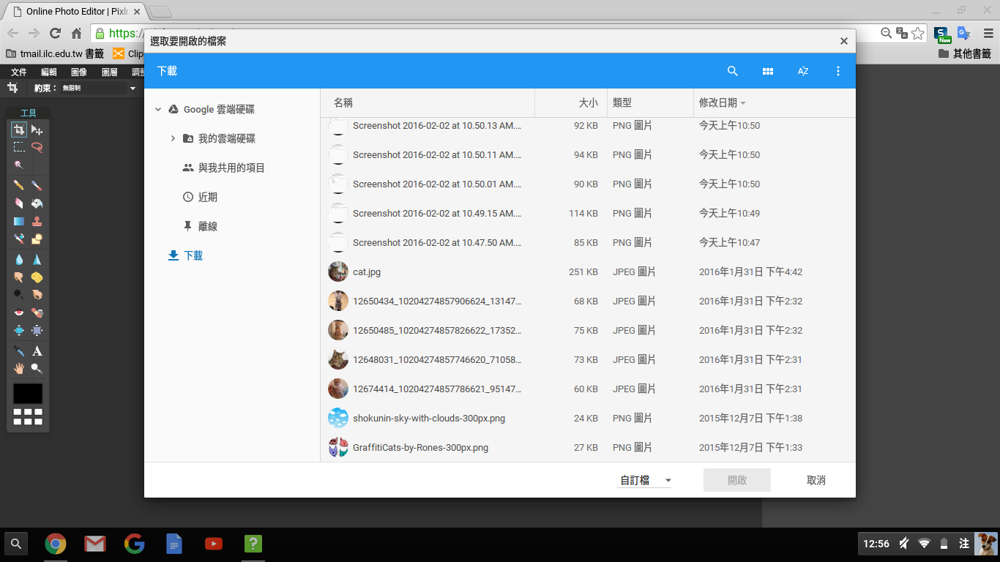 Online Photo Editor | Pixlr
https://
New
tmail.ilc.edu.tw 書籤
Clip
其他書籤
文件 編輯 圖像 圖層 調整
約束： 無限制
工具
A
選取要開啟的檔案
下載
AZ
Google 雲端硬碟
我的雲端硬碟
與我共用的項目
近期
離線
下載
名稱 大小 類型 修改日期
Screenshot 2016-02-02 at 10.50.13 AM.... 92 KB PNG 圖片 今天上午10:50
Screenshot 2016-02-02 at 10.50.11 AM.... 94 KB PNG 圖片 今天上午10:50
Screenshot 2016-02-02 at 10.50.01 AM.... 90 KB PNG 圖片 今天上午10:50
Screenshot 2016-02-02 at 10.49.15 AM.... 114 KB PNG 圖片 今天上午10:49
Screenshot 2016-02-02 at 10.47.50 AM.... 85 KB PNG 圖片 今天上午10:47
cat.jpg 251 KB JPEG 圖片 2016年1月31日 下午4:42
12650434_10204274857906624_13147... 68 KB JPEG 圖片 2016年1月31日 下午2:32
12650485_10204274857826622_17352... 75 KB JPEG 圖片 2016年1月31日 下午2:32
12648031_10204274857746620_71058... 73 KB JPEG 圖片 2016年1月31日 下午2:31
12674414_10204274857786621_95147... 60 KB JPEG 圖片 2016年1月31日 下午2:31
shokunin-sky-with-clouds-300px.png 24 KB PNG 圖片 2015年12月7日 下午1:38
GraffitiCats-by-Rones-300px.png 27 KB PNG 圖片 2015年12月7日 下午1:33
自訂檔 開啟 取消
12:56 注